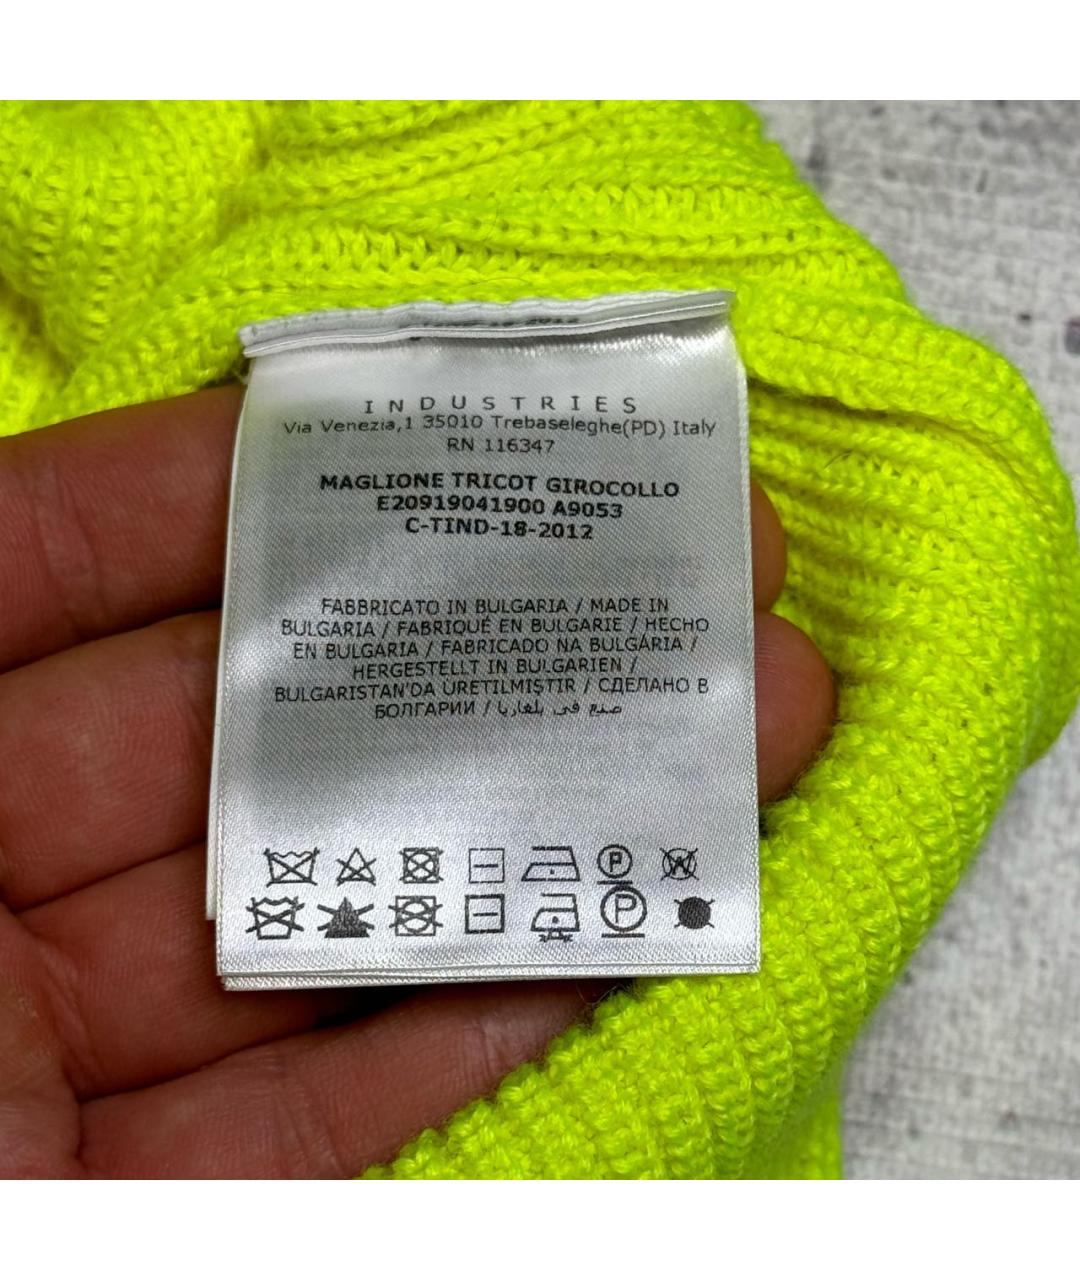 INDUSTRIES
Via Venezia,1 35010 Trebaseleghe(PD) Italy
RN 116347
MAGLIONE TRICOT GIROCOLLO
E20919041900 A9053
C-TIND-18-2012
FABBRICATO IN BULGARIA / MADE IN
BULGARIA / FABRIQUÉ EN BULGARIE / HECHO
EN BULGARIA / FABRICADO NA BULGÁRIA /
HERGESTELLT IN BULGARIEN /
BULGARISTAN'DA ÜRETILMIŞTIR / СДЕЛАНО В
БОЛГАРИИ / صنع في بلغاريا
P
W
P